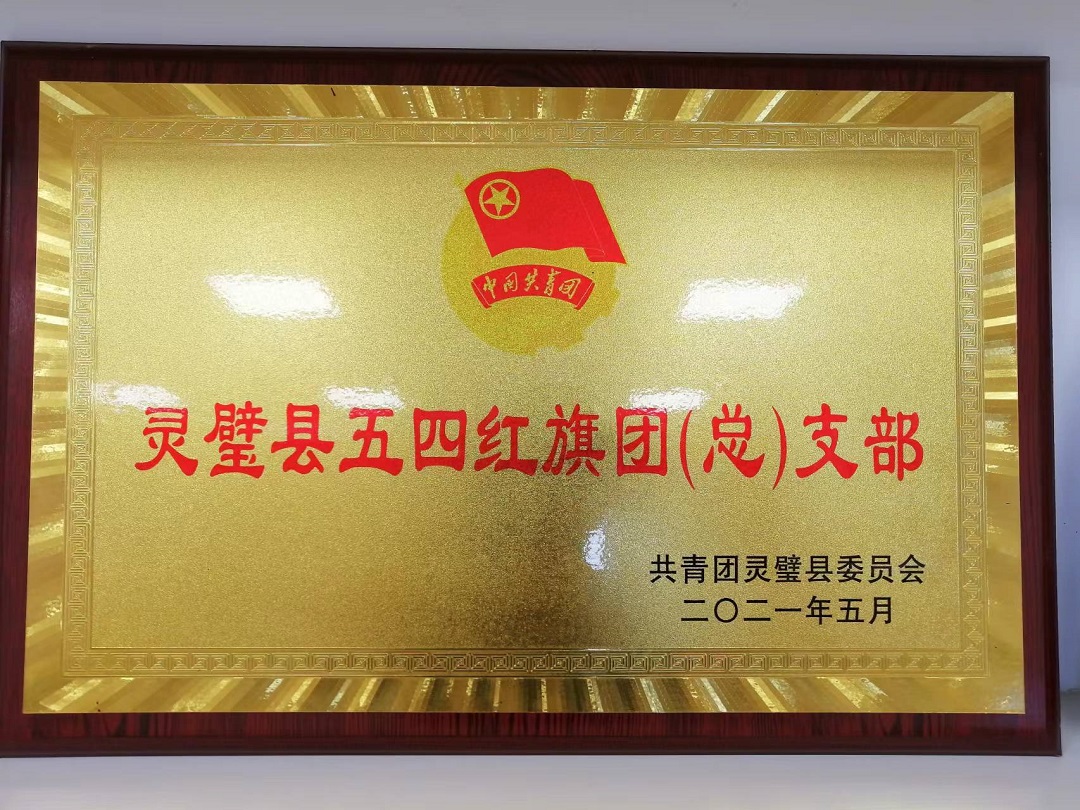 中国共青团
灵璧县五四红旗团(总)支部
共青团灵璧县委员会
二〇二一年五月